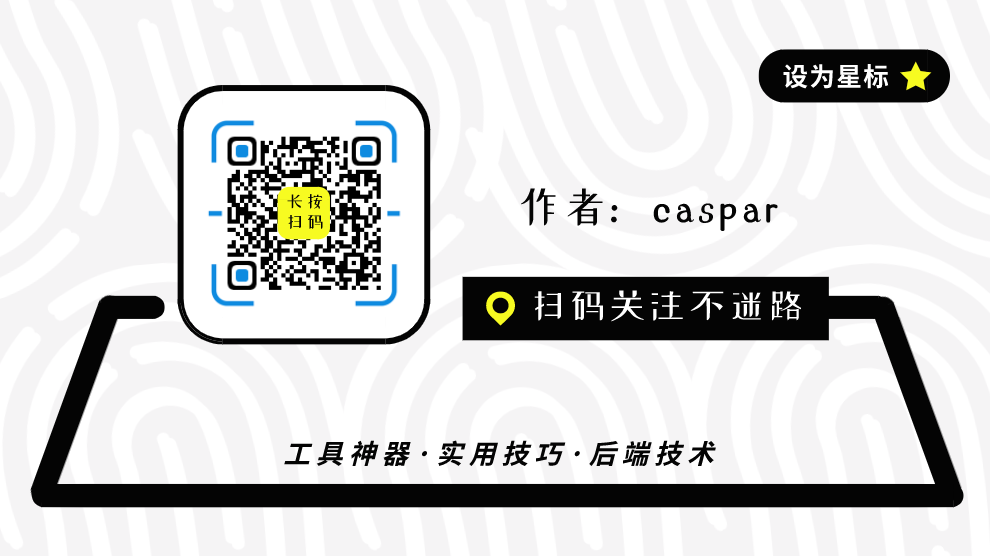 设为星标
长按
扫码
作者: caspar
扫码关注不迷路
工具神器·实用技巧·后端技术